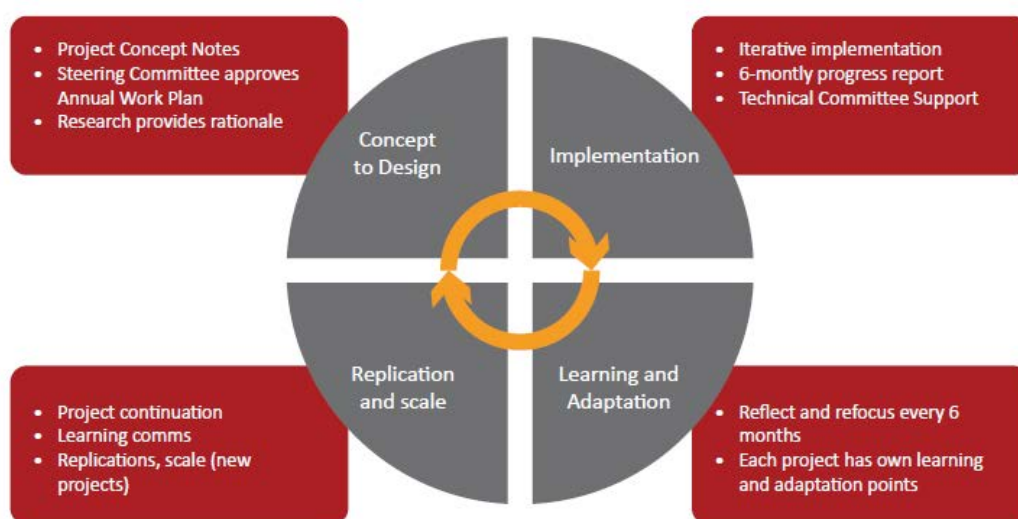 • Project Concept Notes
• Steering Committee approves
Annual Work Plan
• Research provides rationale
Concept
to Design
Implementation
• Iterative implementation
• 6-montly progress report
• Technical Committee Support
• Project continuation
• Learning comms
• Replications, scale (new
projects)
Replication
and scale
Learning and
Adaptation
• Reflect and refocus every 6
months
• Each project has own learning
and adaptation points